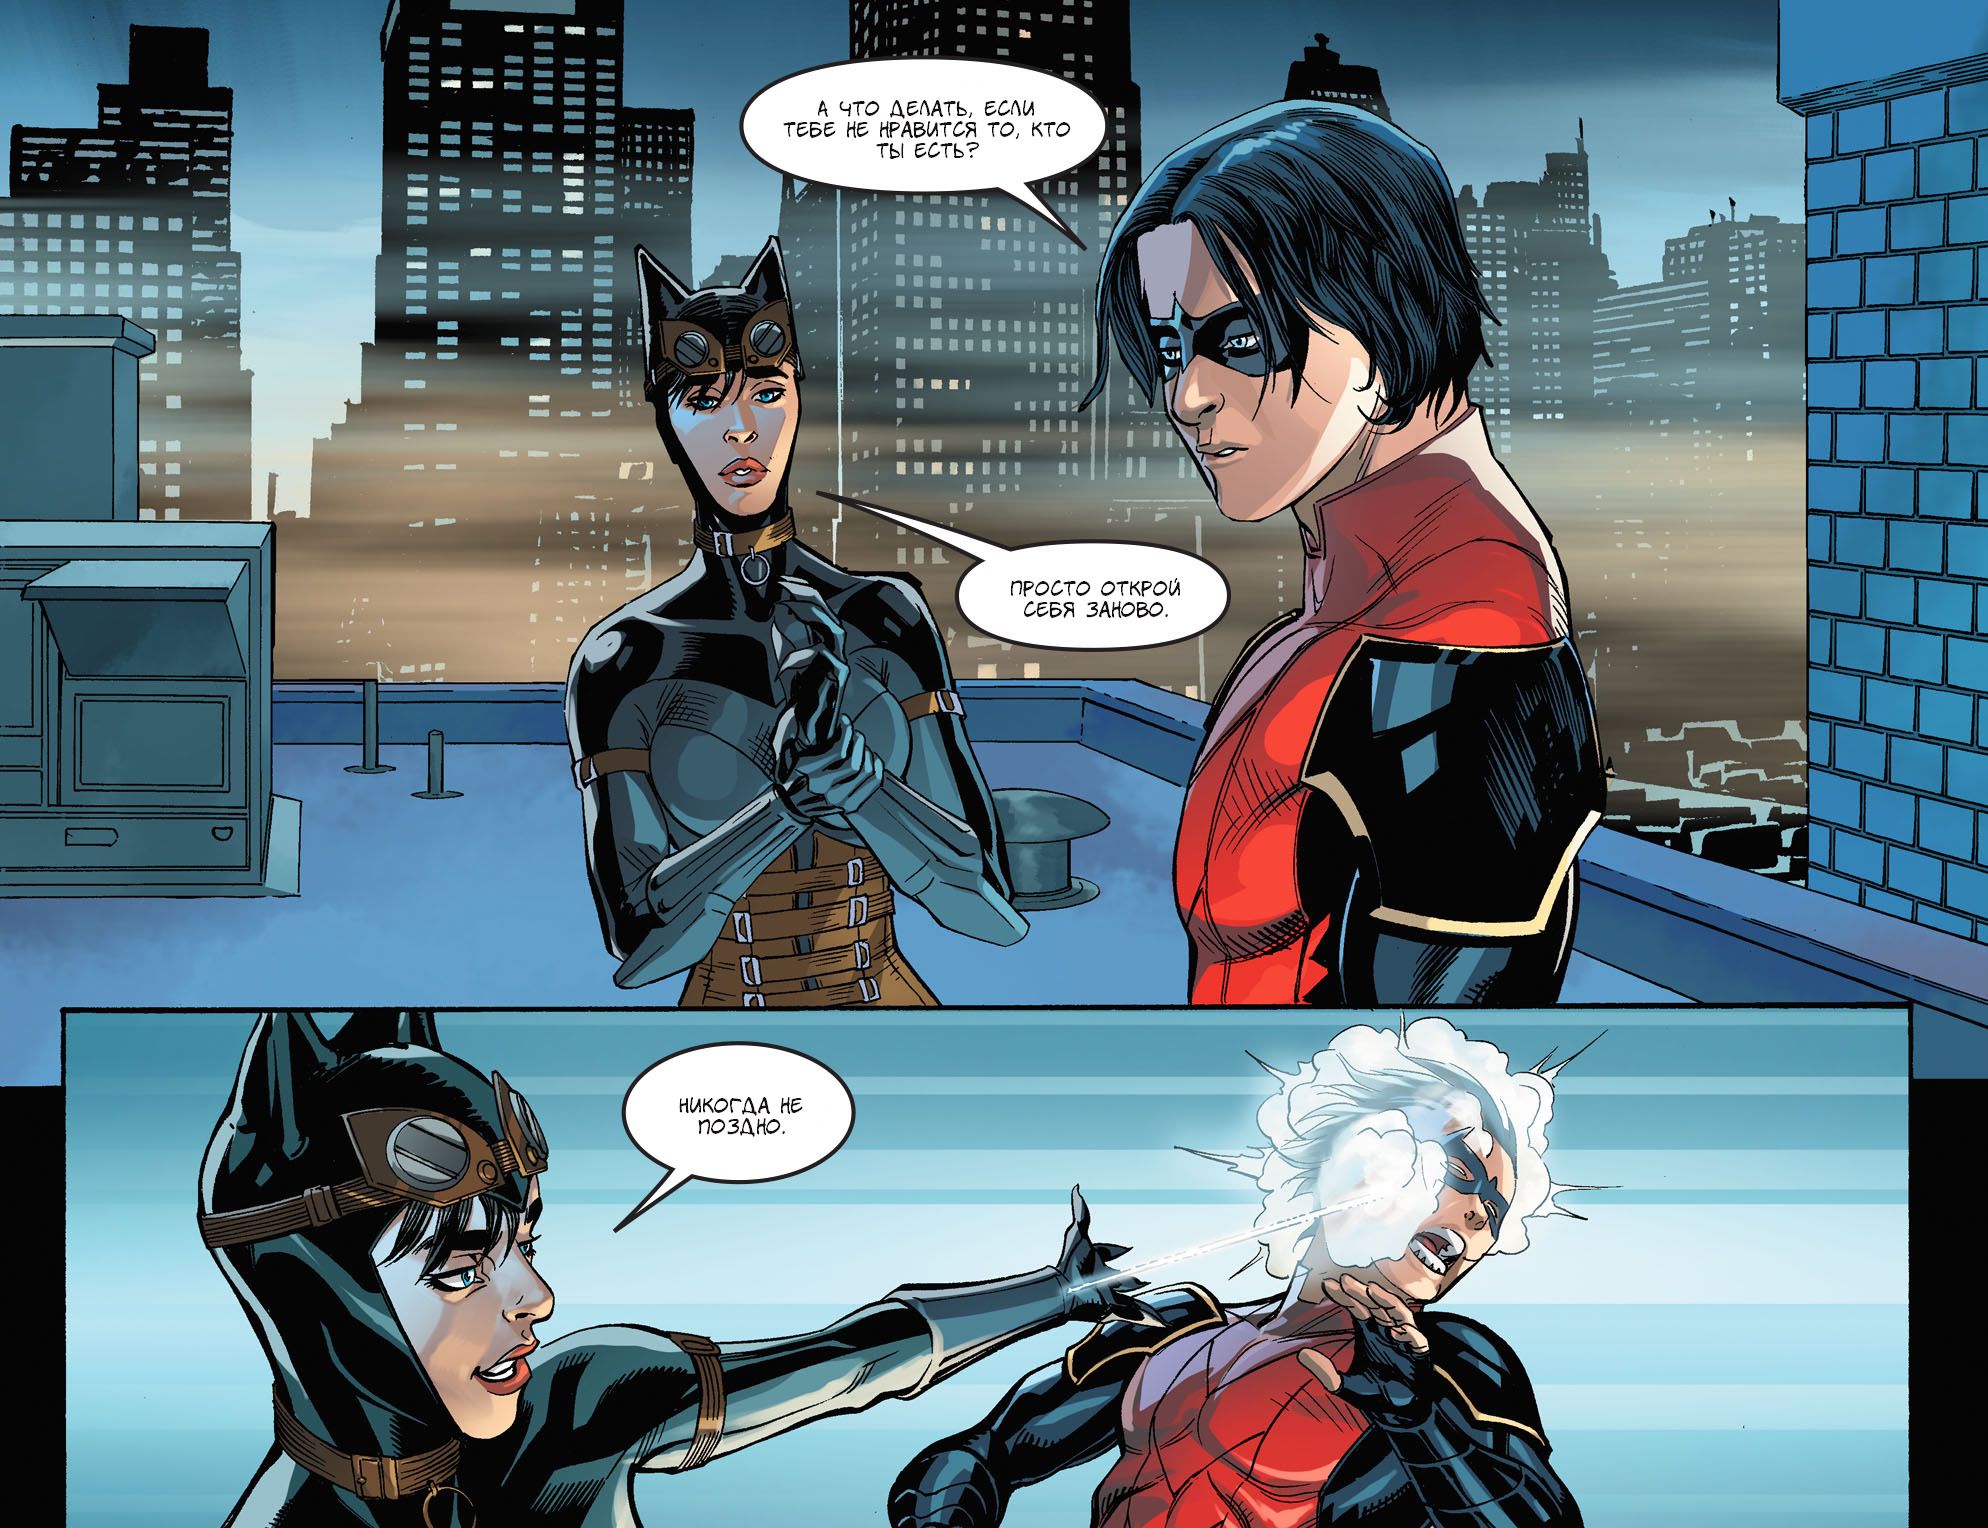 А ЧТО ДЕЛАТЬ, ЕСЛИ
ТЕБЕ НЕ НРАВИТСЯ ТО, КТО
ТЫ ЕСТЬ?
ПРОСТО ОТКРОЙ
СЕБЯ ЗАНОВО.
НИКОГДА НЕ
ПОЗДНО.